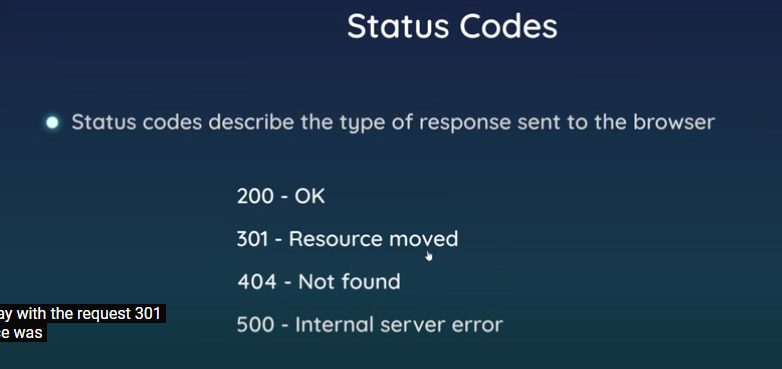 Status Codes
Status codes describe the type of response sent to the browser
200 - OK
301 - Resource moved
404 - Not found
500 - Internal server error
with the request 301
was